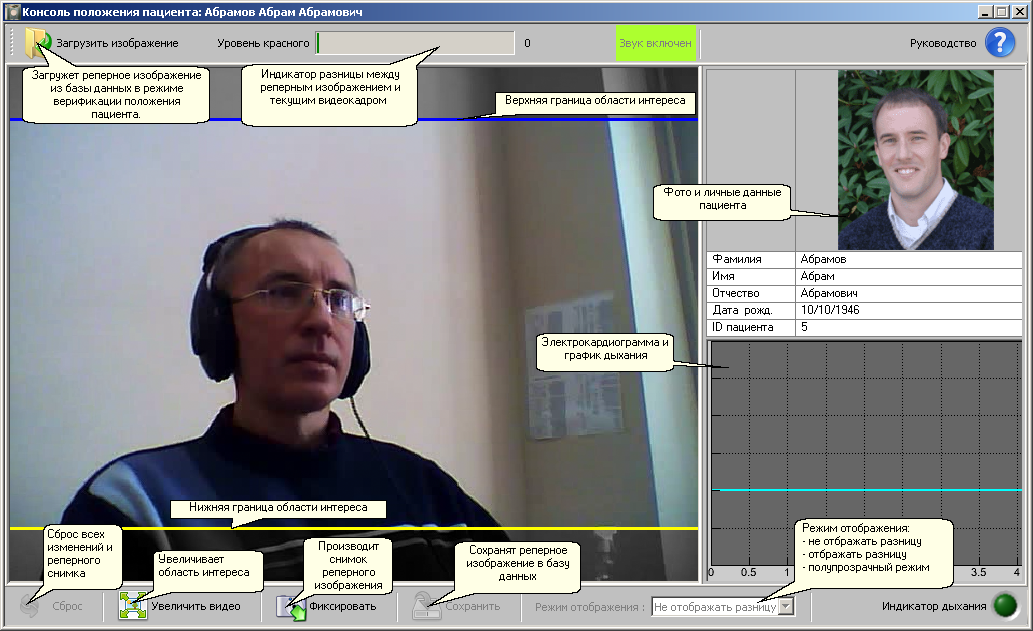 Консоль положения пациента: Абрамов Абрам Абрамович
Загрузить изображение
Уровень красного
0
Звук включен
Руководство
Загружет реперное изображение
из базы данных в режиме
верификации положения
пациента.
Индикатор разницы между
реперным изображением и
текущим видеокадром
Верхняя граница области интереса
Фото и личные данные
пациента
Фамилия Абрамов
Имя Абрам
Отчество Абрамович
Дата рожд. 10/10/1946
ID пациента 5
Электрокардиограмма и
график дыхания
Нижняя граница области интереса
Сброс всех
изменений и
реперного
снимка
Увеличивает
область интереса
Производит
снимок
реперного
изображения
Сохранят реперное
изображение в базу
данных
Режим отображения:
- не отбражать разницу
- отбражать разницу
- полупрозрачный режим
0 0.5 1 3.5 4
Сброс
Увеличить видео
Фиксировать
Сохранить
Режим отображения :
Не отображать разницу
Индикатор дыхания